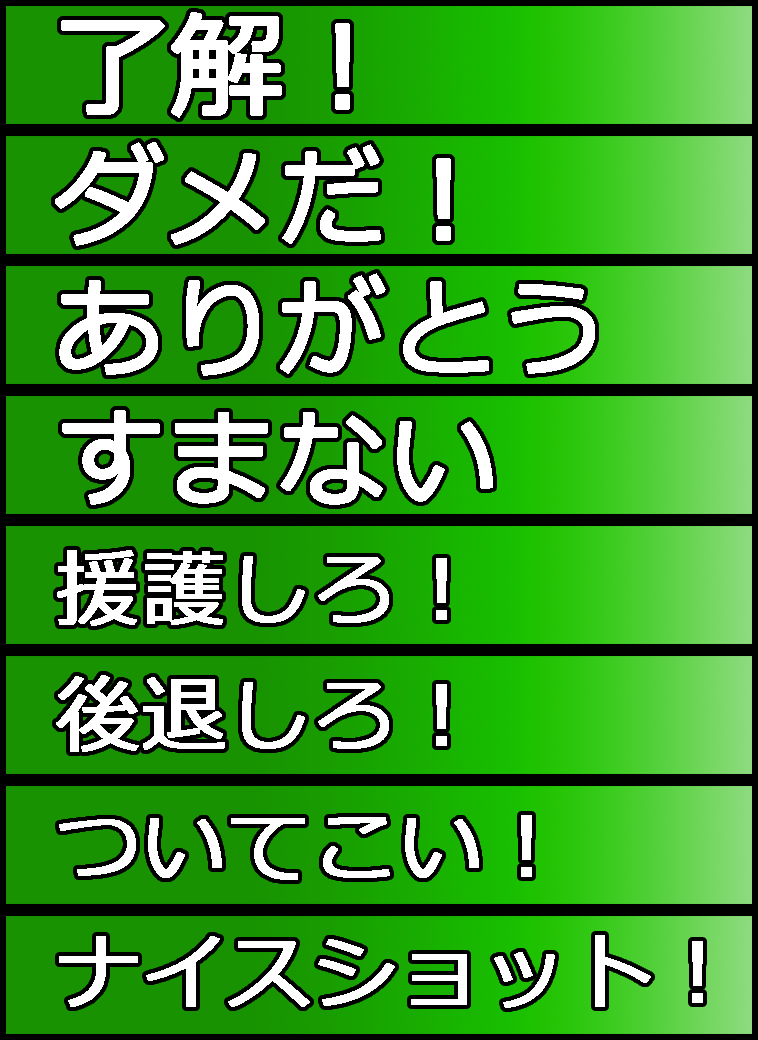 了解！
ダメだ！
ありがとう
すまない
援護しろ！
後退しろ！
ついてこい！
ナイスショット！